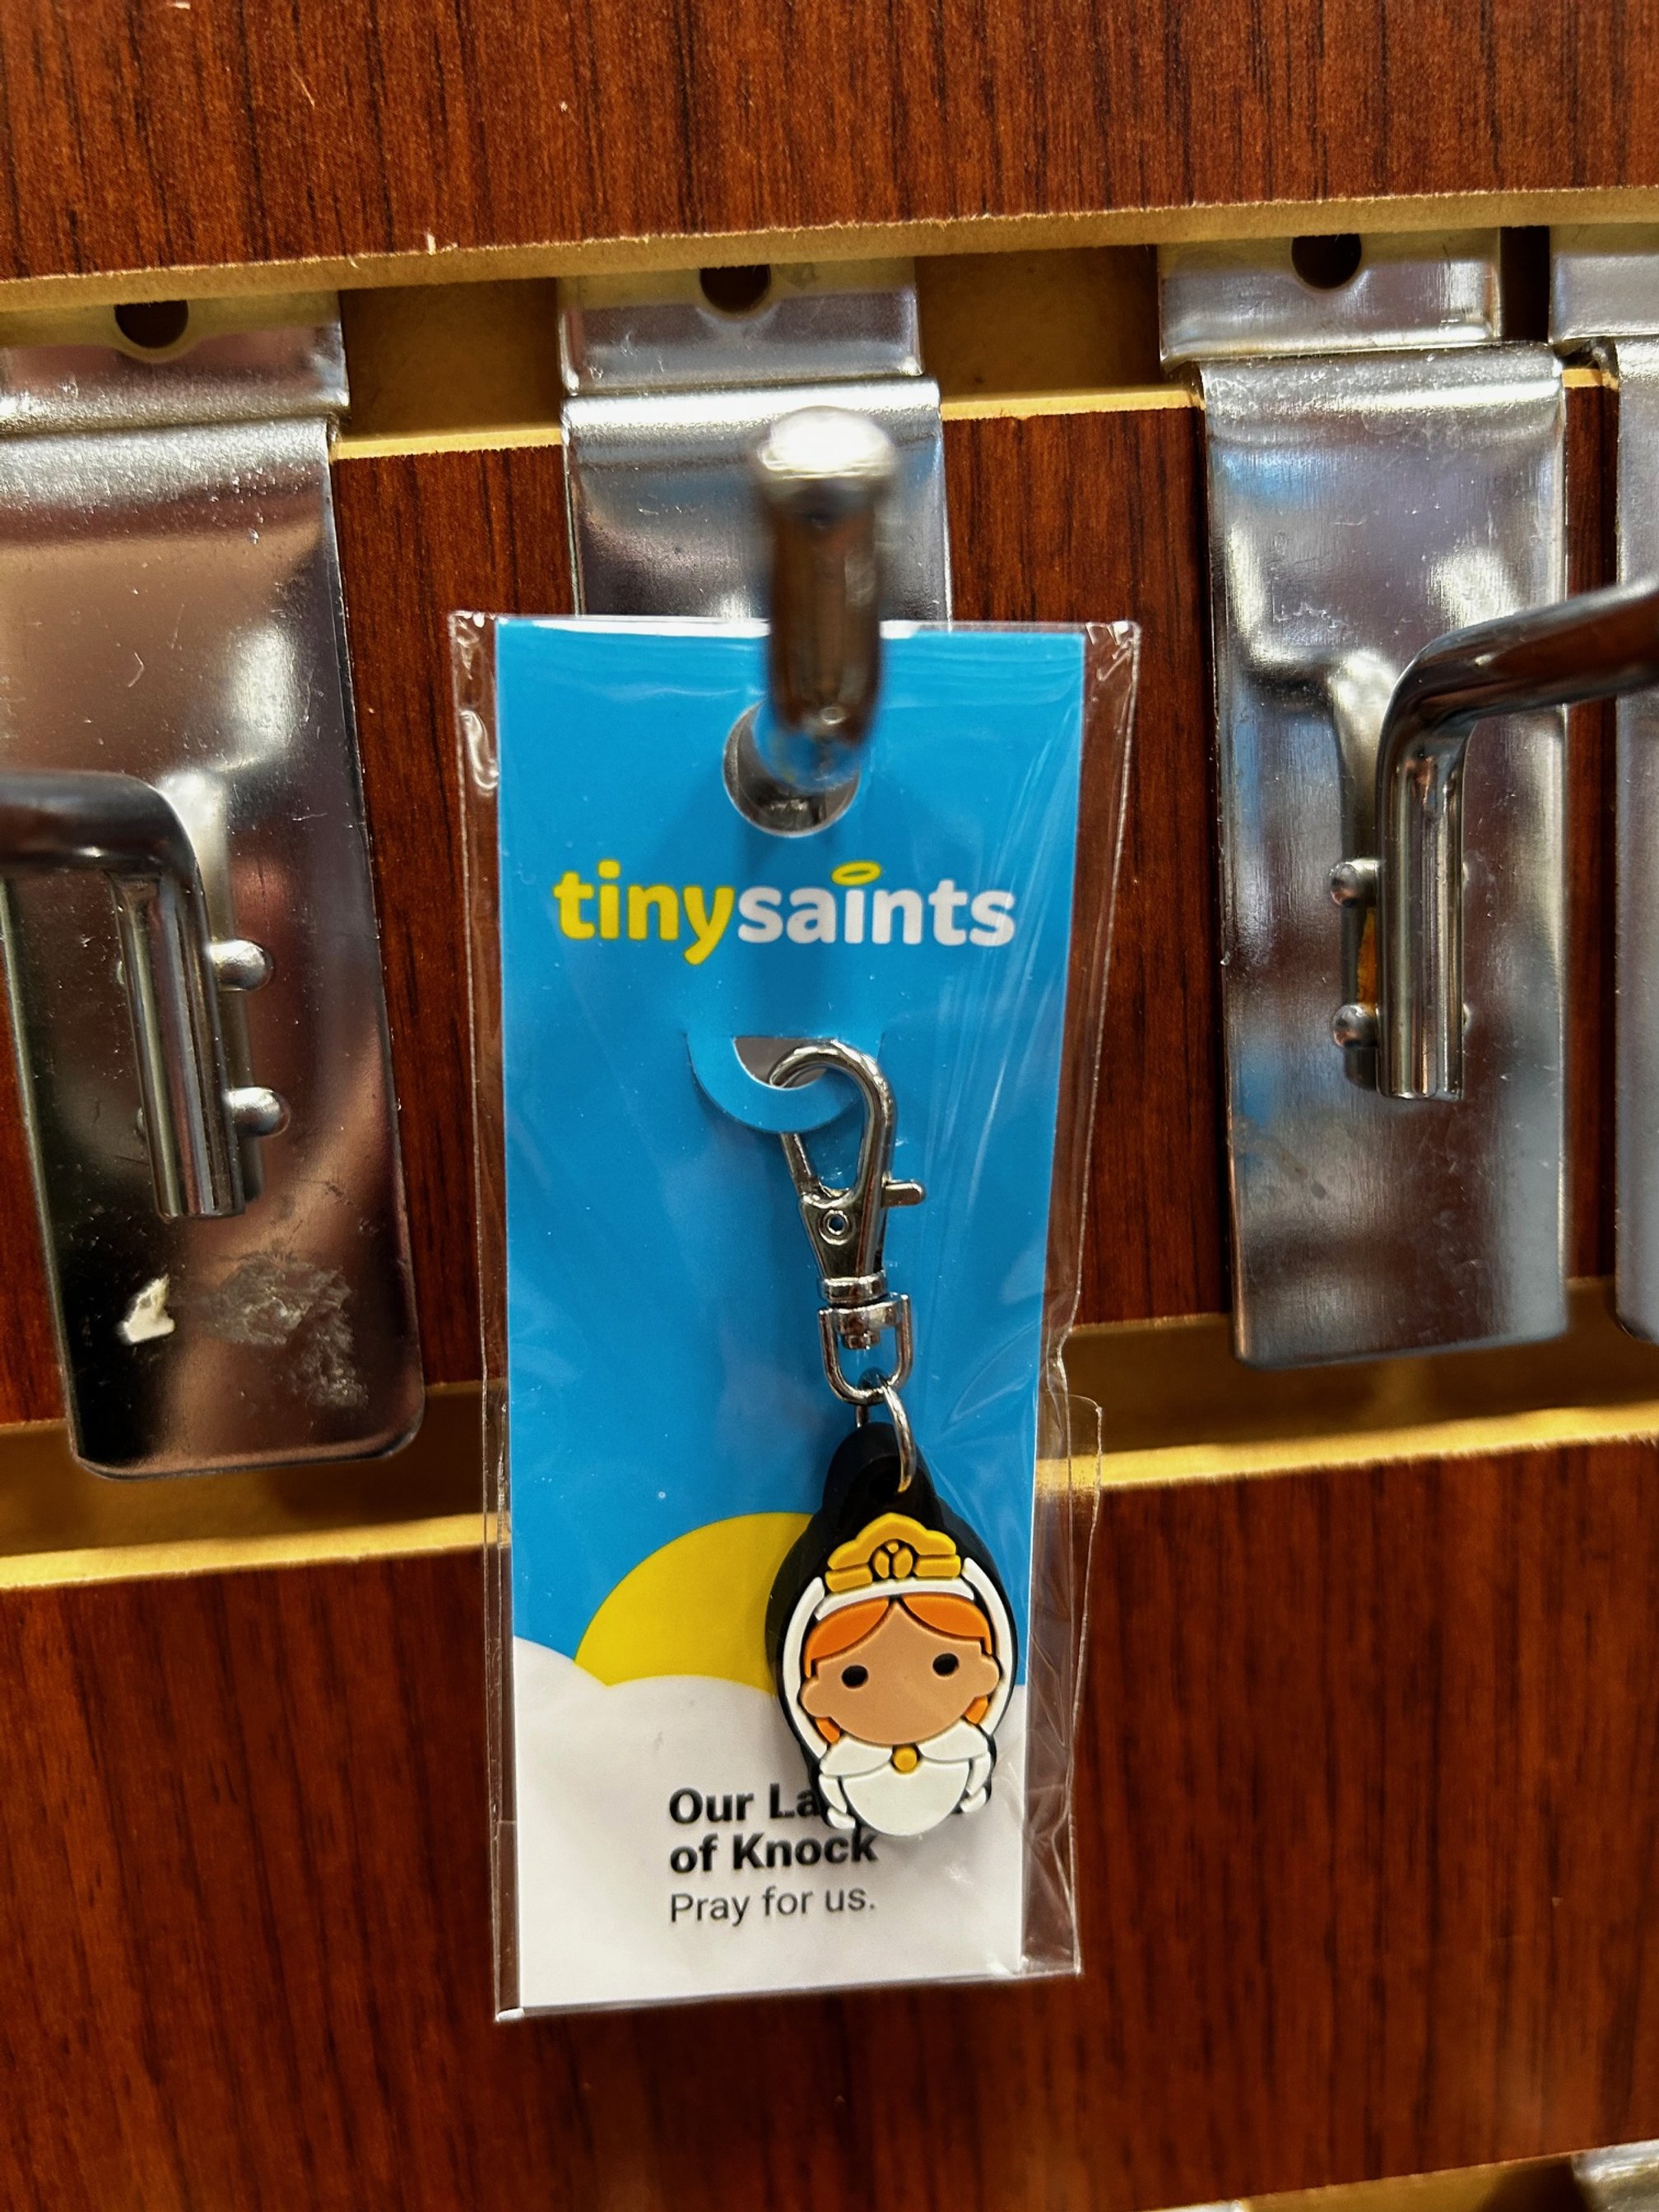 tinysaints
Our La
of Knock
Pray for us.